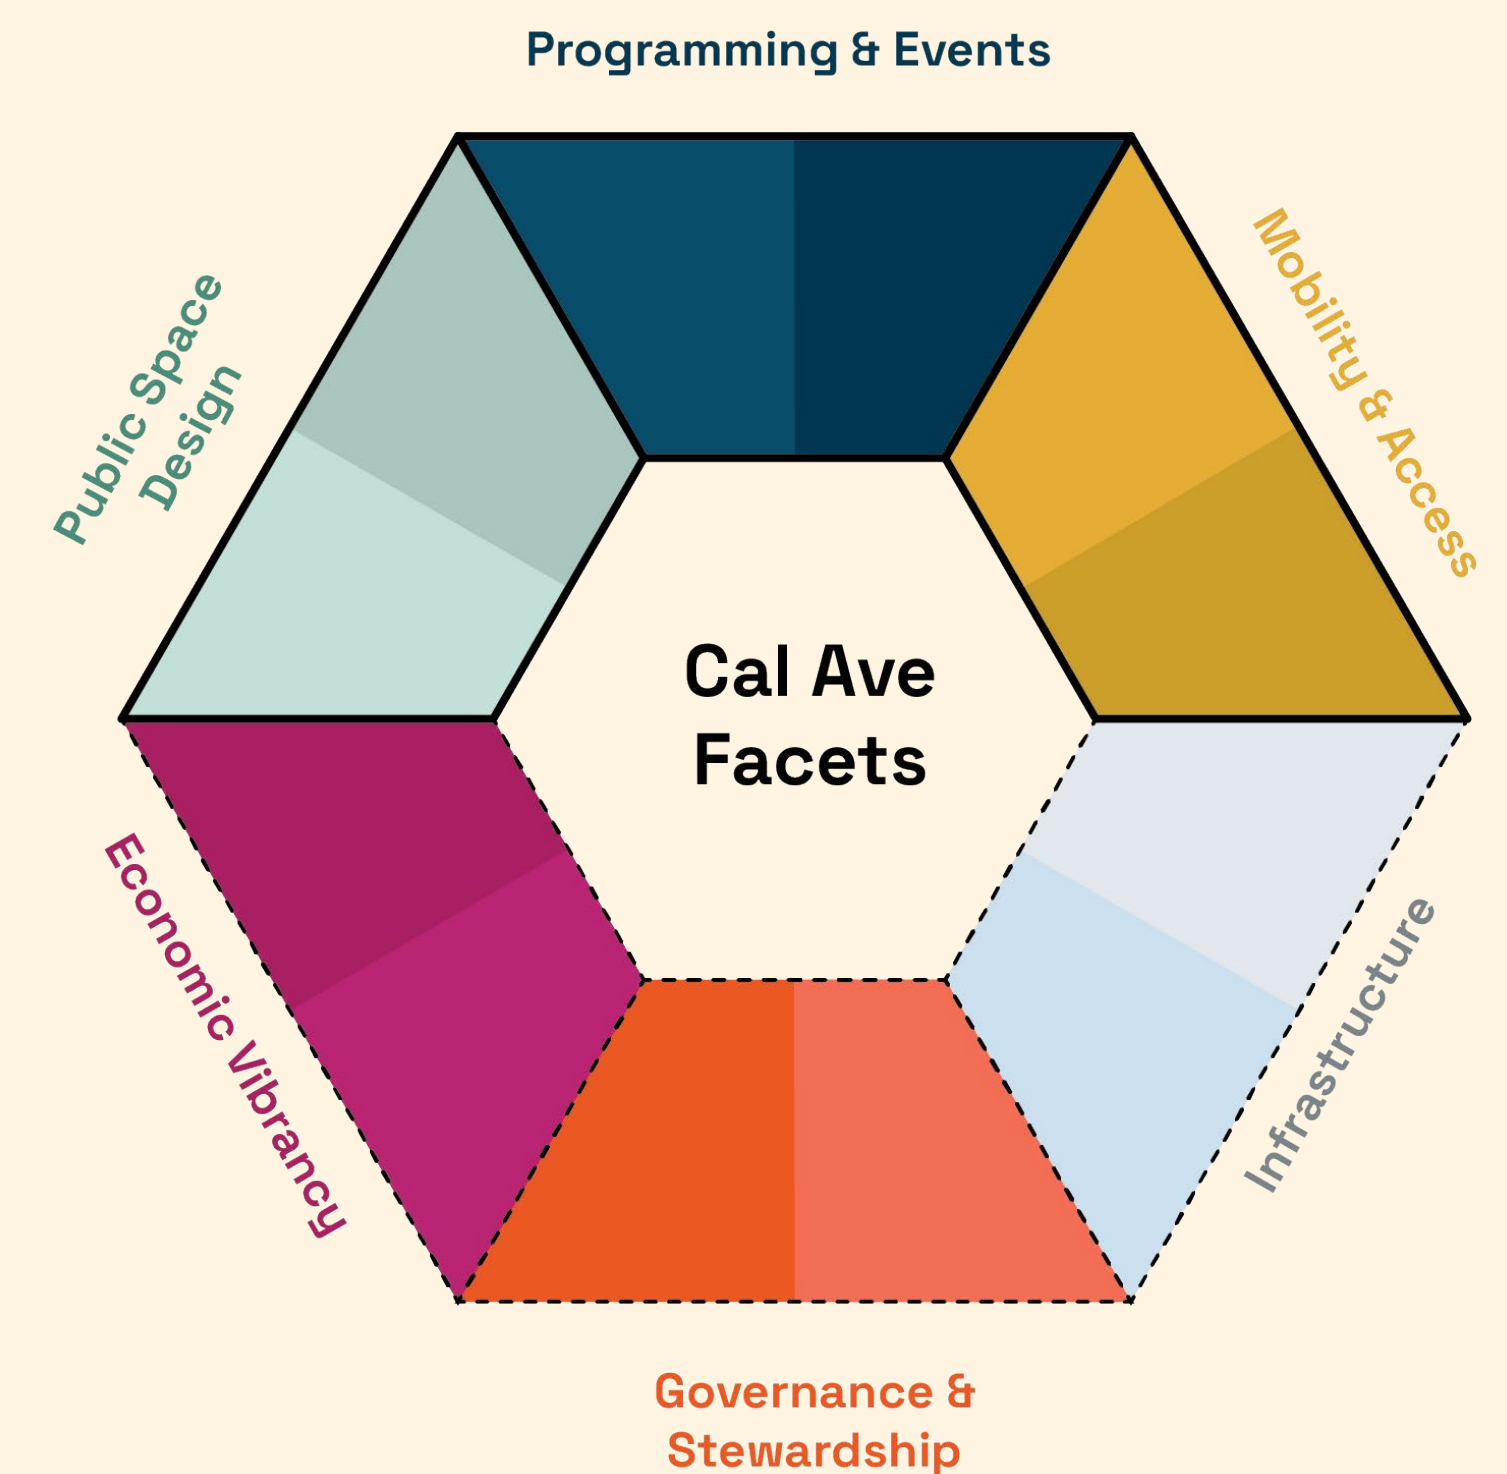 Programming & Events
Mobility & Access
Public Space
Design
Cal Ave
Facets
Economic Vibrancy
Infrastructure
Governance &
Stewardship